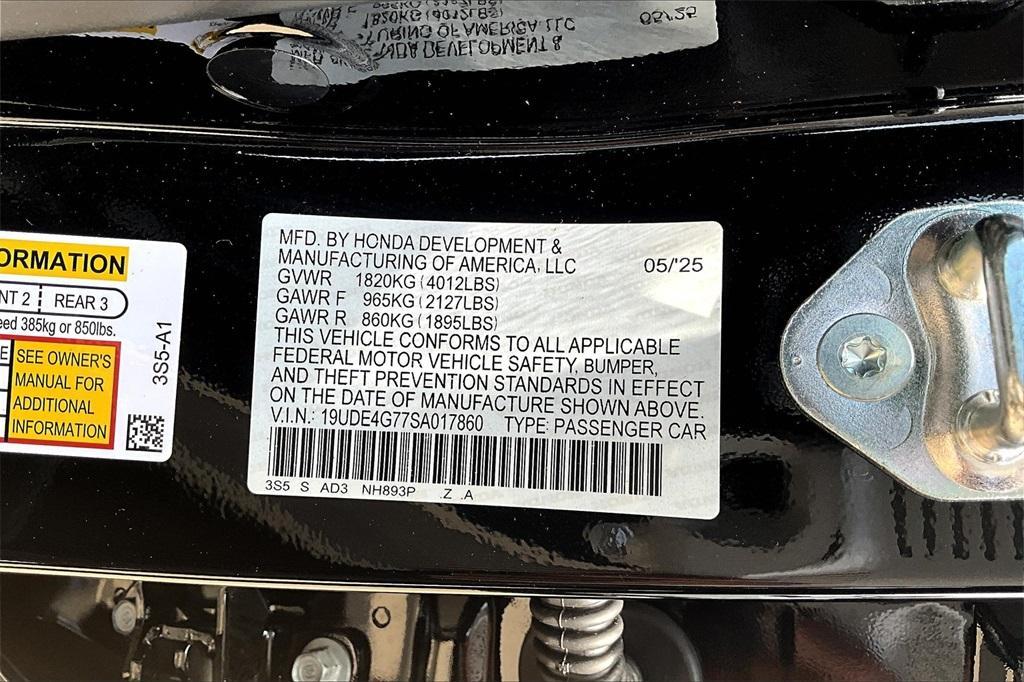 MFD. BY HONDA DEVELOPMENT &
MANUFACTURING OF AMERICA, LLC 05/'25
GVWR 1820KG (4012LBS)
GAWR F 965KG (2127LBS)
GAWR R 860KG (1895LBS)
THIS VEHICLE CONFORMS TO ALL APPLICABLE
FEDERAL MOTOR VEHICLE SAFETY, BUMPER,
AND THEFT PREVENTION STANDARDS IN EFFECT
ON THE DATE OF MANUFACTURE SHOWN ABOVE.
V.I.N.: 19UDE4G77SA017860 TYPE: PASSENGER CAR
3S5 S AD3 NH893P .Z .A
ORMATION
NT 2 REAR 3
eed 385kg or 850lbs.
E SEE OWNER'S
MANUAL FOR
ADDITIONAL
INFORMATION
3S5-A1